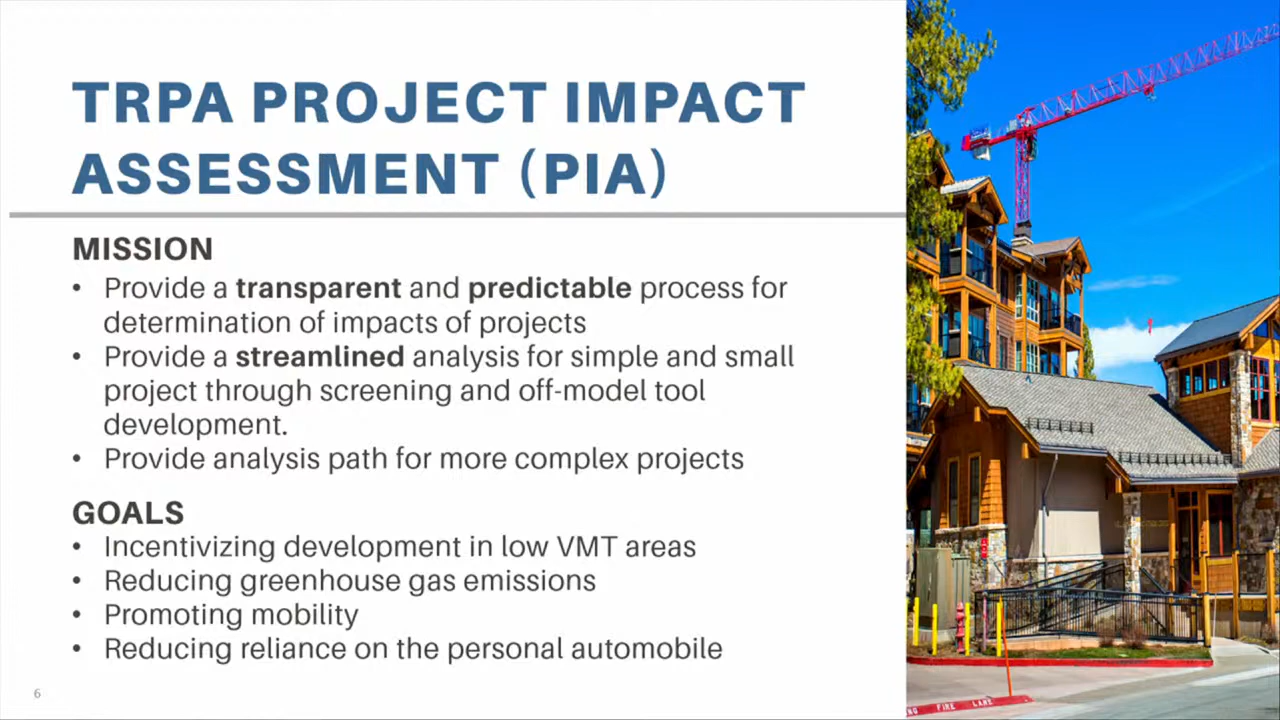 TRPA PROJECT IMPACT
ASSESSMENT (PIA)
MISSION
• Provide a transparent and predictable process for
determination of impacts of projects
• Provide a streamlined analysis for simple and small
project through screening and off-model tool
development.
• Provide analysis path for more complex projects
GOALS
• Incentivizing development in low VMT areas
• Reducing greenhouse gas emissions
• Promoting mobility
• Reducing reliance on the personal automobile
6
FIRE LANE